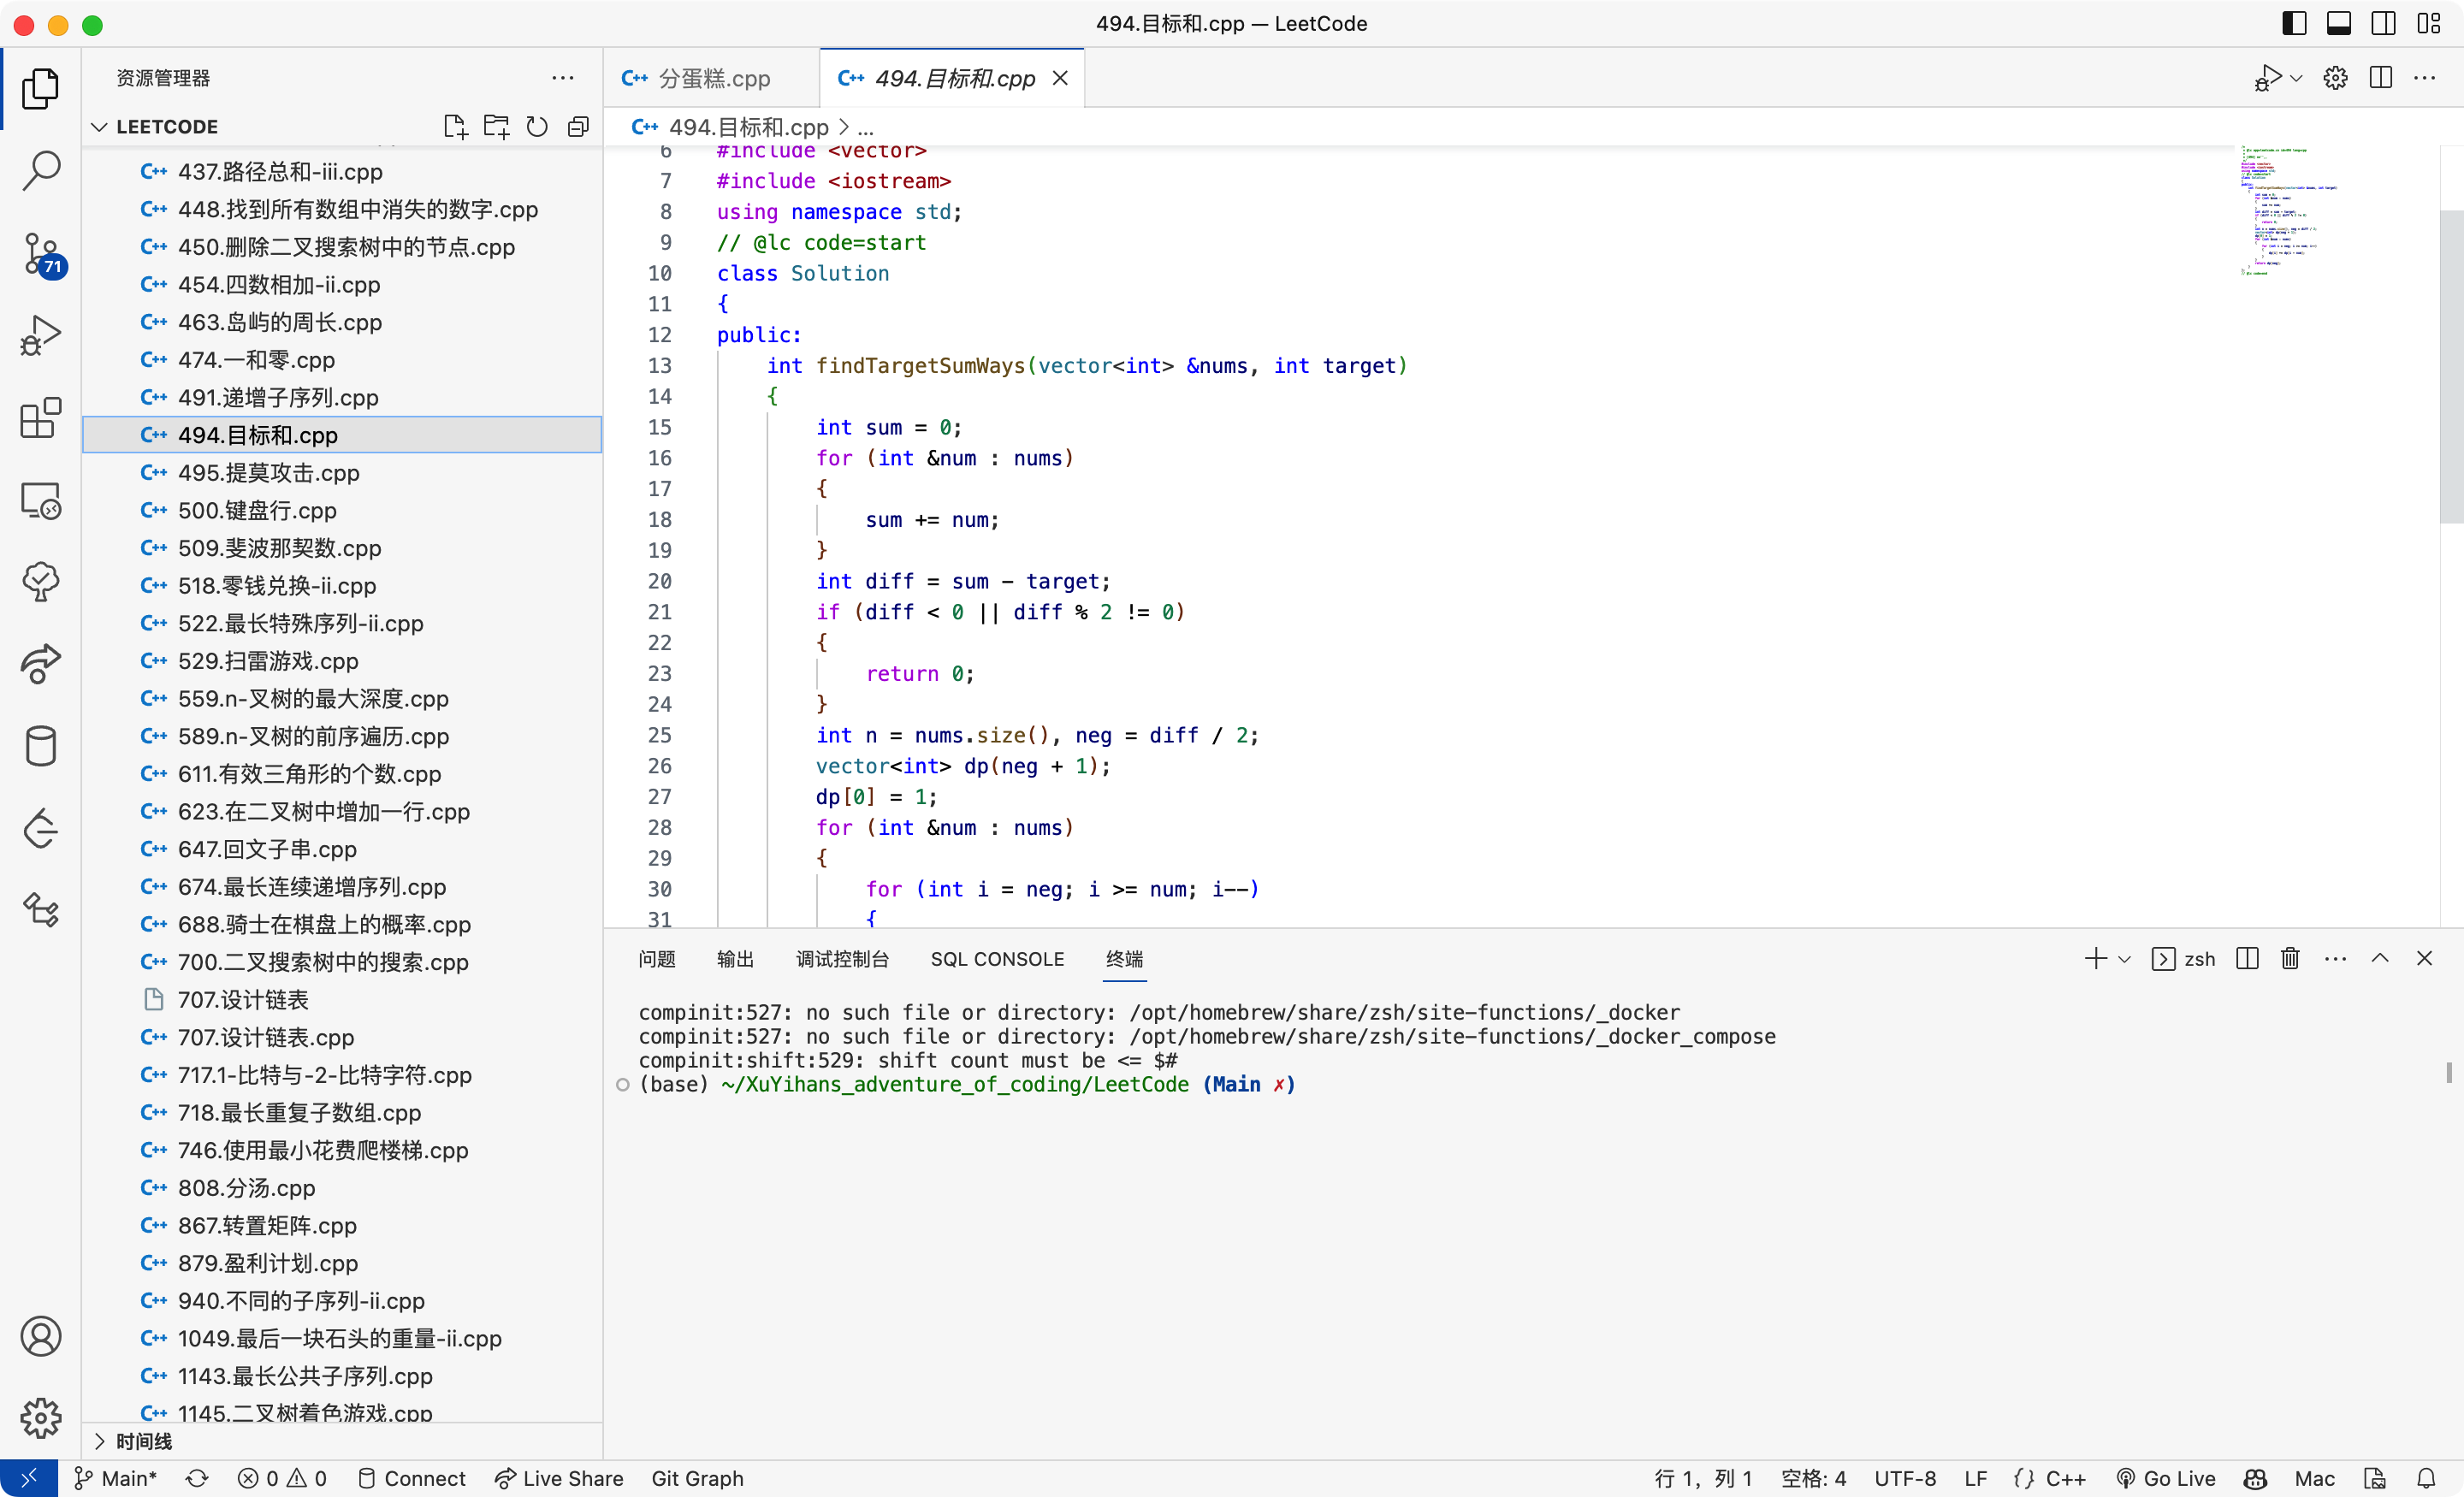 494.目标和.cpp — LeetCode
资源管理器
LEETCODE
437.路径总和-iii.cpp
448.找到所有数组中消失的数字.cpp
450.删除二叉搜索树中的节点.cpp
454.四数相加-ii.cpp
463.岛屿的周长.cpp
474.一和零.cpp
491.递增子序列.cpp
494.目标和.cpp
495.提莫攻击.cpp
500.键盘行.cpp
509.斐波那契数.cpp
518.零钱兑换-ii.cpp
522.最长特殊序列-ii.cpp
529.扫雷游戏.cpp
559.n-叉树的最大深度.cpp
589.n-叉树的前序遍历.cpp
611.有效三角形的个数.cpp
623.在二叉树中增加一行.cpp
647.回文子串.cpp
674.最长连续递增序列.cpp
688.骑士在棋盘上的概率.cpp
700.二叉搜索树中的搜索.cpp
707.设计链表
707.设计链表.cpp
717.1-比特与-2-比特字符.cpp
718.最长重复子数组.cpp
746.使用最小花费爬楼梯.cpp
808.分汤.cpp
867.转置矩阵.cpp
879.盈利计划.cpp
940.不同的子序列-ii.cpp
1049.最后一块石头的重量-ii.cpp
1143.最长公共子序列.cpp
1145.二叉树着色游戏.cpp
时间线
71
分蛋糕.cpp
494.目标和.cpp
494.目标和.cpp > ...
6 #include <vector>
7 #include <iostream>
8 using namespace std;
9 // @lc code=start
10 class Solution
11 {
12 public:
13 int findTargetSumWays(vector<int> &nums, int target)
14 {
15 int sum = 0;
16 for (int &num : nums)
17 {
18 sum += num;
19 }
20 int diff = sum - target;
21 if (diff < 0 || diff % 2 != 0)
22 {
23 return 0;
24 }
25 int n = nums.size(), neg = diff / 2;
26 vector<int> dp(neg + 1);
27 dp[0] = 1;
28 for (int &num : nums)
29 {
30 for (int i = neg; i >= num; i--)
31 {
问题 输出 调试控制台 SQL CONSOLE 终端
zsh
compinit:527: no such file or directory: /opt/homebrew/share/zsh/site-functions/_docker
compinit:527: no such file or directory: /opt/homebrew/share/zsh/site-functions/_docker_compose
compinit:shift:529: shift count must be <= $#
(base) ~/XuYihans_adventure_of_coding/LeetCode (Main ✗)
Main* 0 0 Connect Live Share Git Graph 行 1，列 1 空格: 4 UTF-8 LF {} C++ Go Live Mac